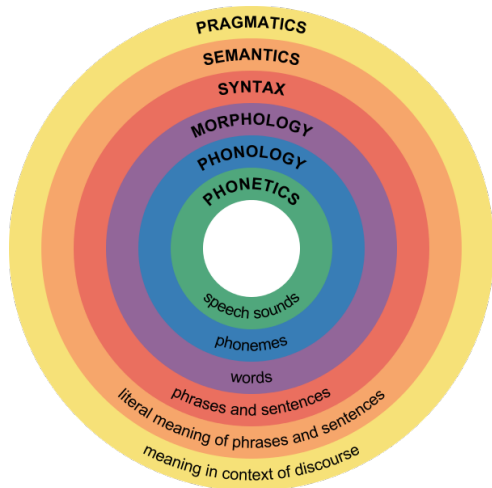 PRAGMATICS
SEMANTICS
SYNTAX
MORPHOLOGY
PHONOLOGY
PHONETICS
speech sounds
phonemes
words
phrases and sentences
literal meaning of phrases and sentences
meaning in context of discourse